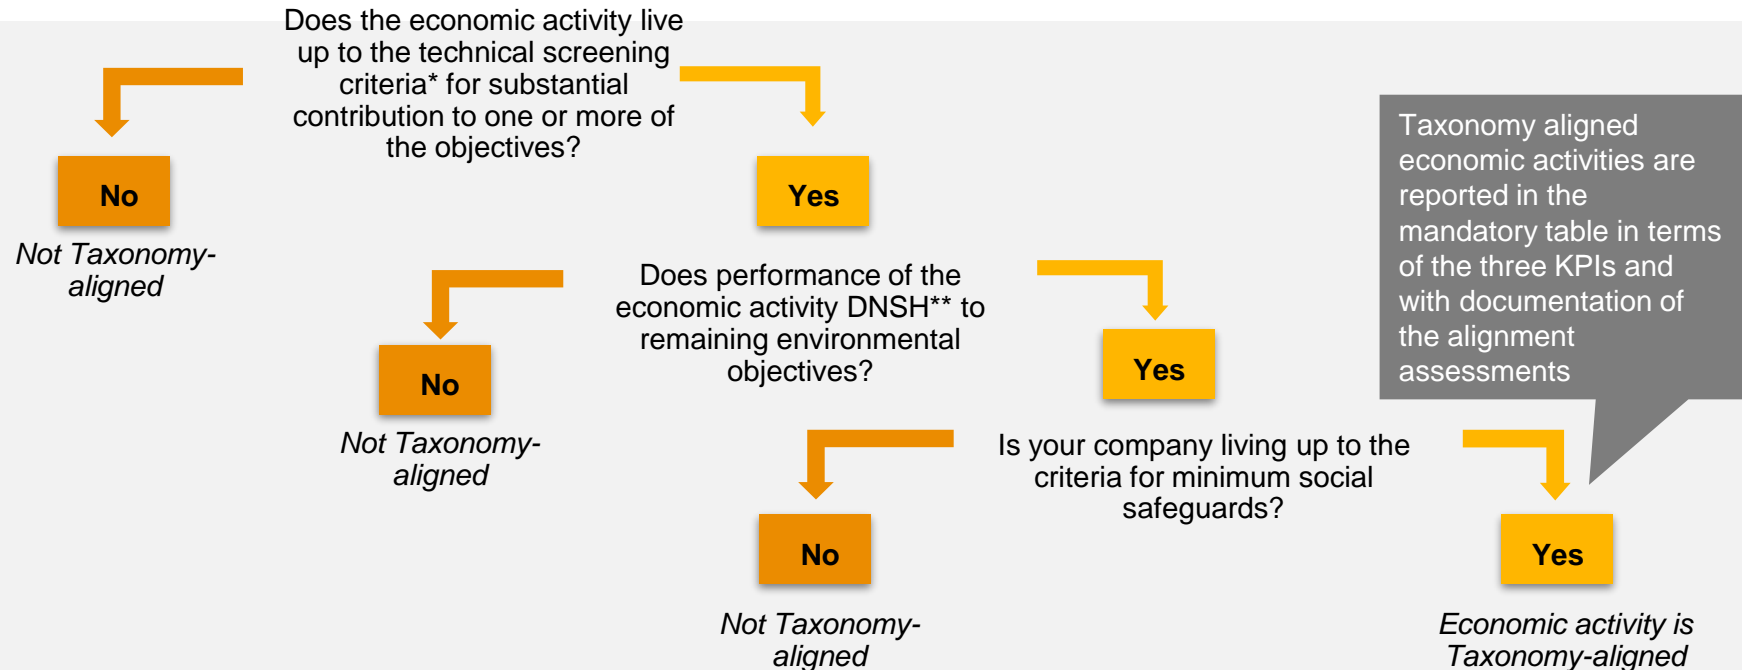 Does the economic activity live
up to the technical screening
criteria* for substantial
contribution to one or more of
the objectives?
No
Not Taxonomy-
aligned
Yes
Does performance of the
economic activity DNSH** to
remaining environmental
objectives?
No
Not Taxonomy-
aligned
Yes
Is your company living up to the
criteria for minimum social
safeguards?
No
Not Taxonomy-
aligned
Yes
Economic activity is
Taxonomy-aligned
Taxonomy aligned
economic activities are
reported in the
mandatory table in terms
of the three KPIs and
with documentation of
the alignment
assessments